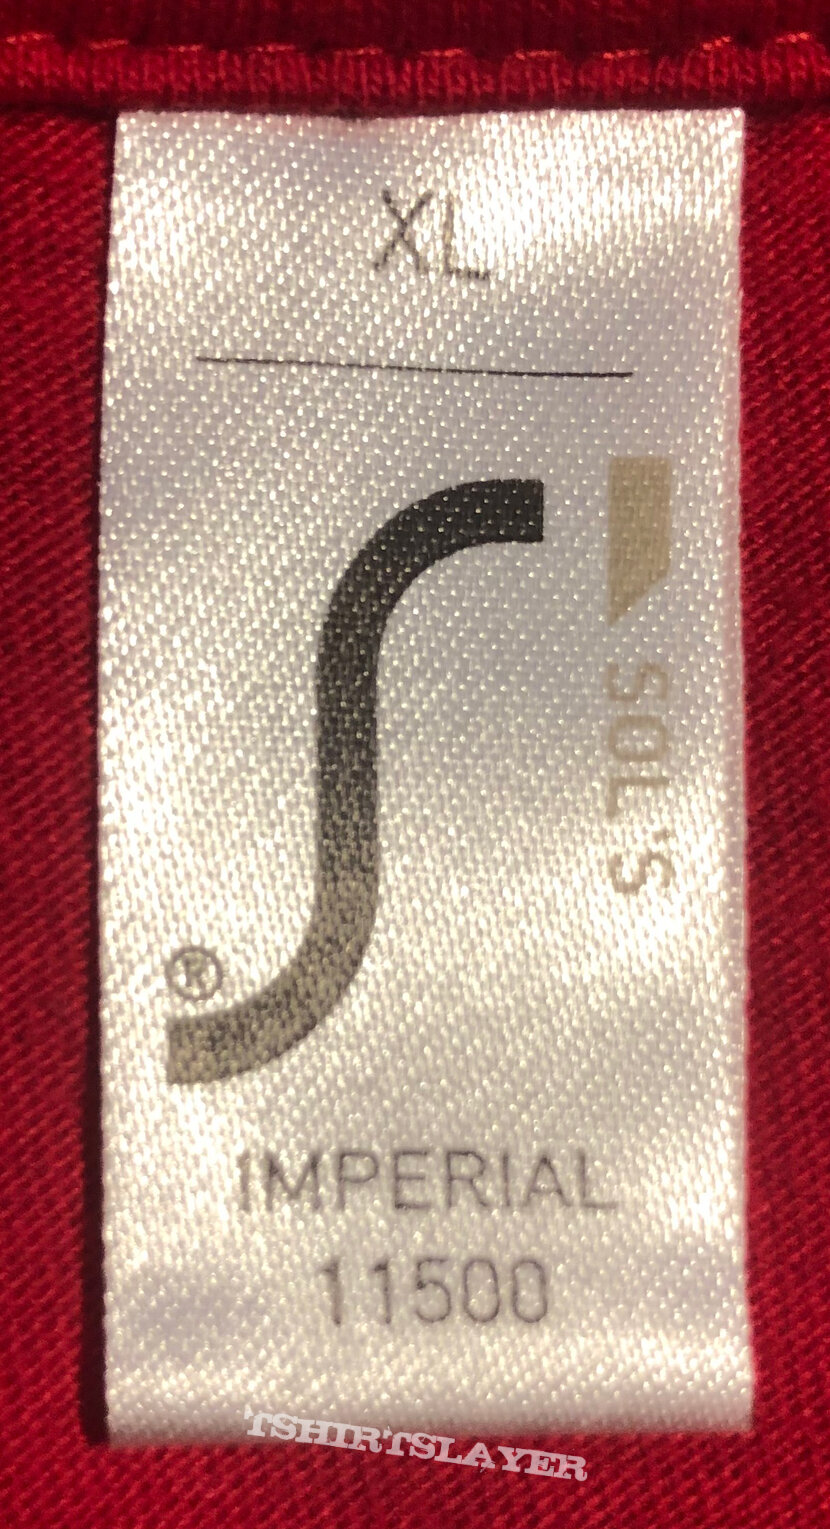 XL
SOL'S
®
IMPERIAL
11500
TSHIRTSLAYER